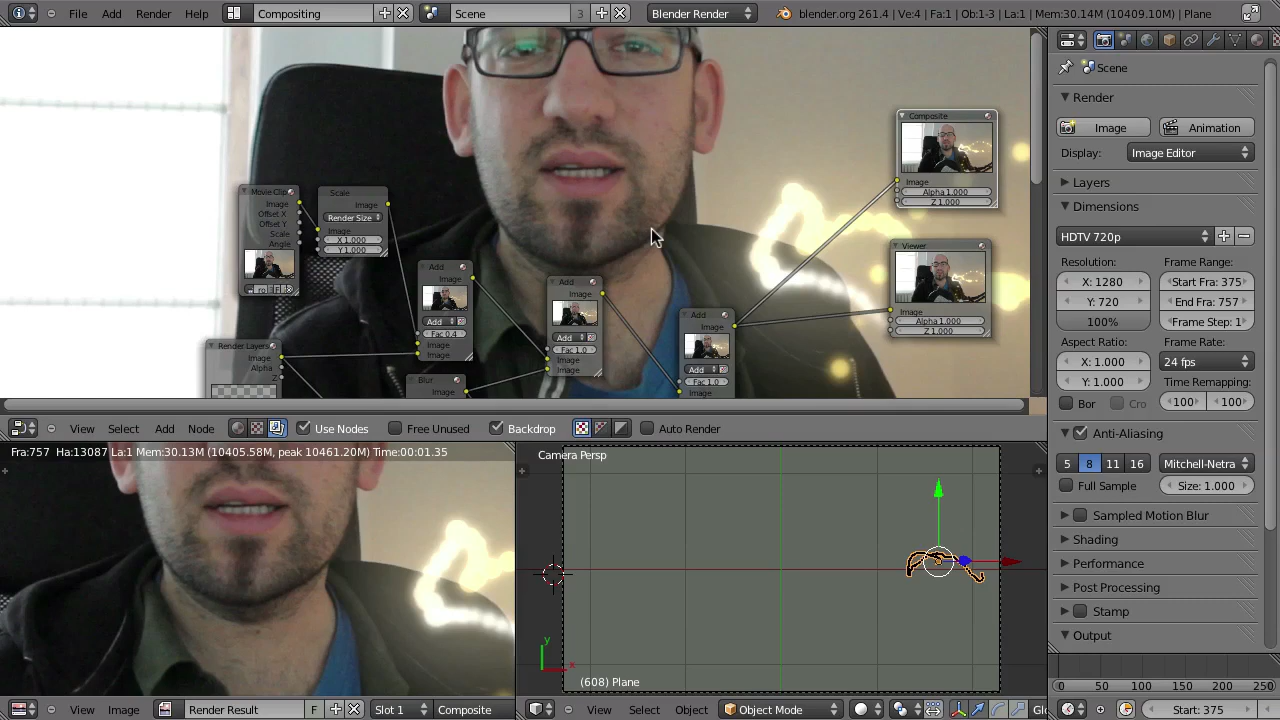 File Add Render Help Compositing Scene 3 Blender Render blender.org 261.4 | Ve:4 | Fa:1 | Ob:1-3 | La:1 | Mem:30.14M (10409.10M) | Plane
Scene
Render
Image Animation
Display: Image Editor
Layers
Dimensions
HDTV 720p
Resolution: Frame Range:
X: 1280 Start Fra: 375
Y: 720 End Fra: 757
100% Frame Step: 1
Aspect Ratio: Frame Rate:
X: 1.000 24 fps
Y: 1.000 Time Remapping:
Bor Cro 100 100
Anti-Aliasing
5 8 11 16 Mitchell-Netra
Full Sample Size: 1.000
Sampled Motion Blur
Shading
Performance
Post Processing
Stamp
Output
0 50 100 150 200 250
Start: 375
Movie Clip
Image
Offset X
Offset Y
Scale
Angle
Scale
Image
Render Size
Image
X 1.000
Y 1.000
Add
Add
Fac 0.4
Image
Image
Add
Image
Add
Fac 1.0
Image
Image
Add
Image
Add
Fac 1.0
Image
Composite
Image
Alpha 1.000
Z 1.000
Viewer
Image
Alpha 1.000
Z 1.000
Render Layers
Image
Alpha
Z
Blur
Image
View Select Add Node Use Nodes Free Unused Backdrop Auto Render
Fra:757 Ha:13087 La:1 Mem:30.13M (10405.58M, peak 10461.20M) Time:00:01.35
View Image Render Result F Slot 1 Composite
Camera Persp
y
x
(608) Plane
View Select Object Object Mode Glo